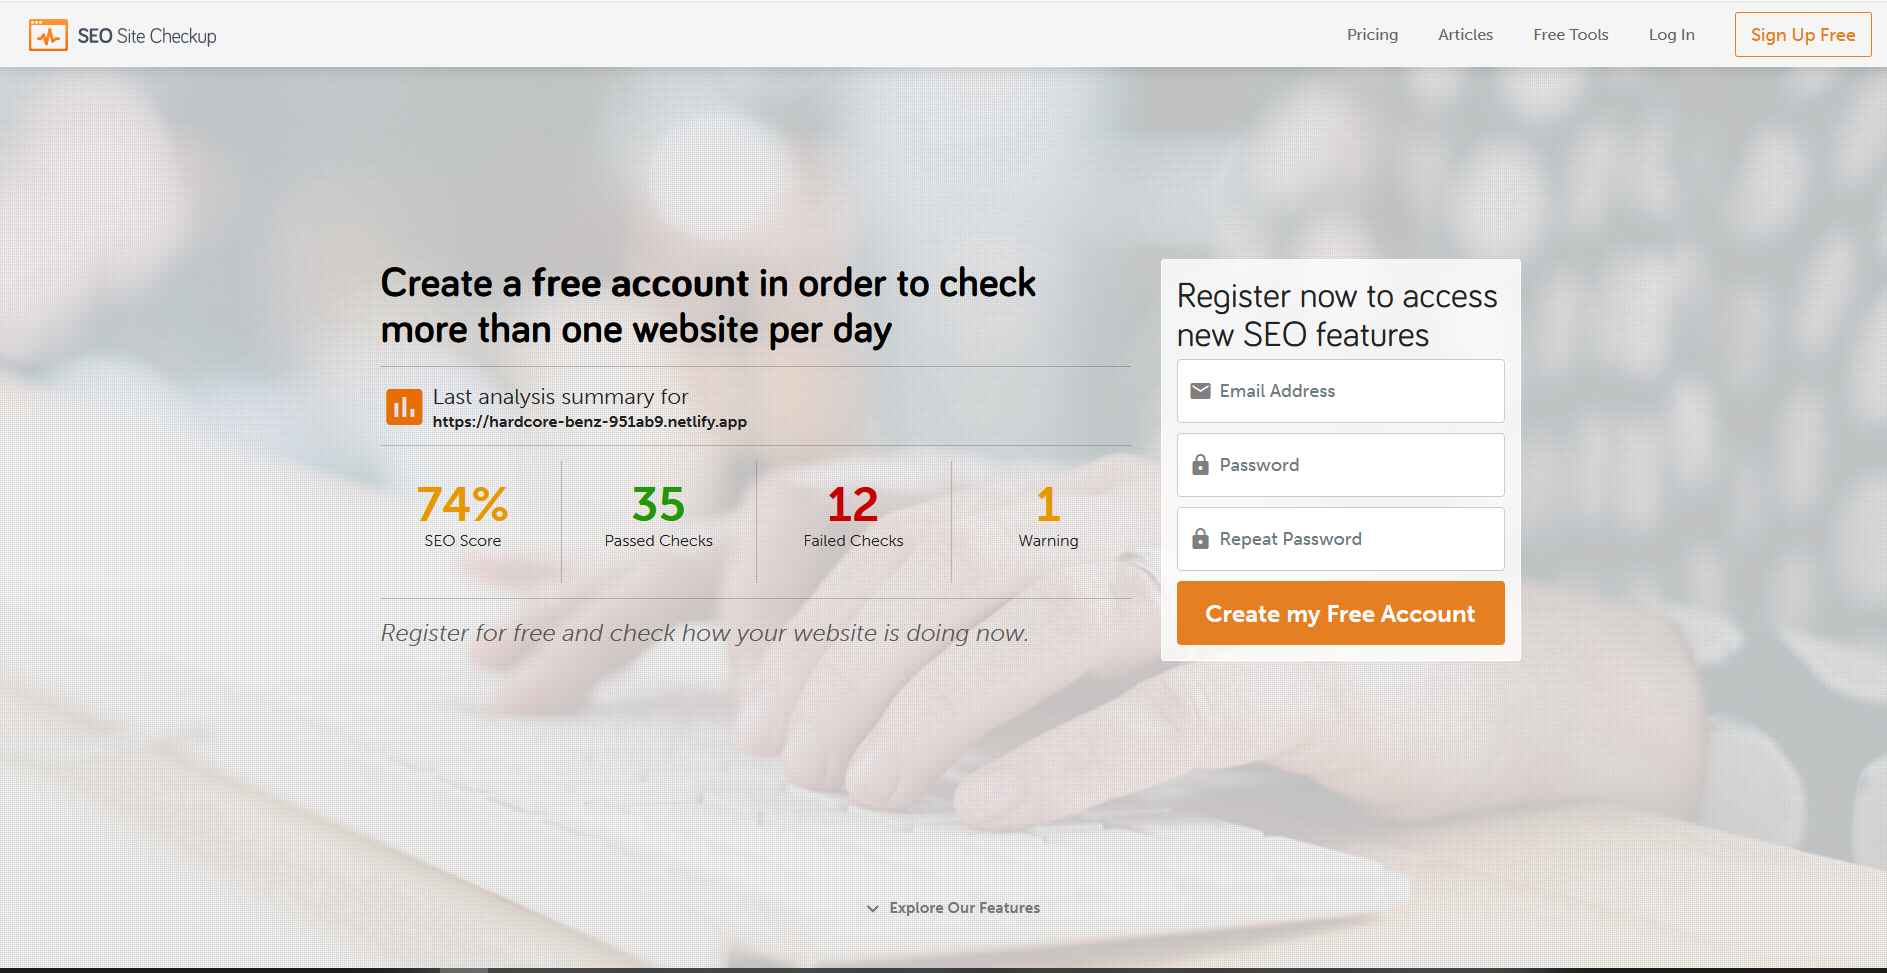 SEO Site Checkup
Pricing
Articles
Free Tools
Log In
Sign Up Free
Create a free account in order to check
more than one website per day
Last analysis summary for
https://hardcore-benz-951ab9.netlify.app
74%
SEO Score
35
Passed Checks
12
Failed Checks
1
Warning
Register for free and check how your website is doing now.
Register now to access
new SEO features
Email Address
Password
Repeat Password
Create my Free Account
Explore Our Features